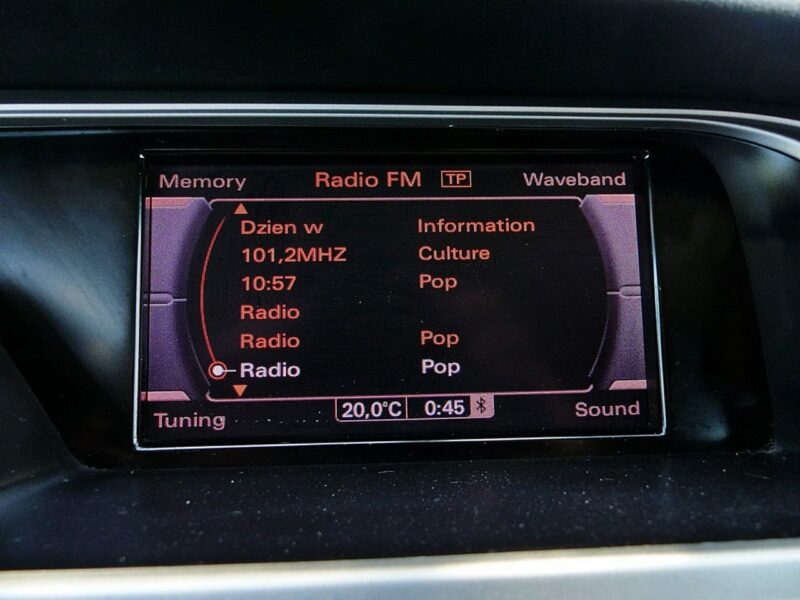 Memory Radio FM TP Waveband
Dzien w Information
101,2MHZ Culture
10:57 Pop
Radio
Radio Pop
Radio Pop
Tuning 20,0°C 0:45 Sound